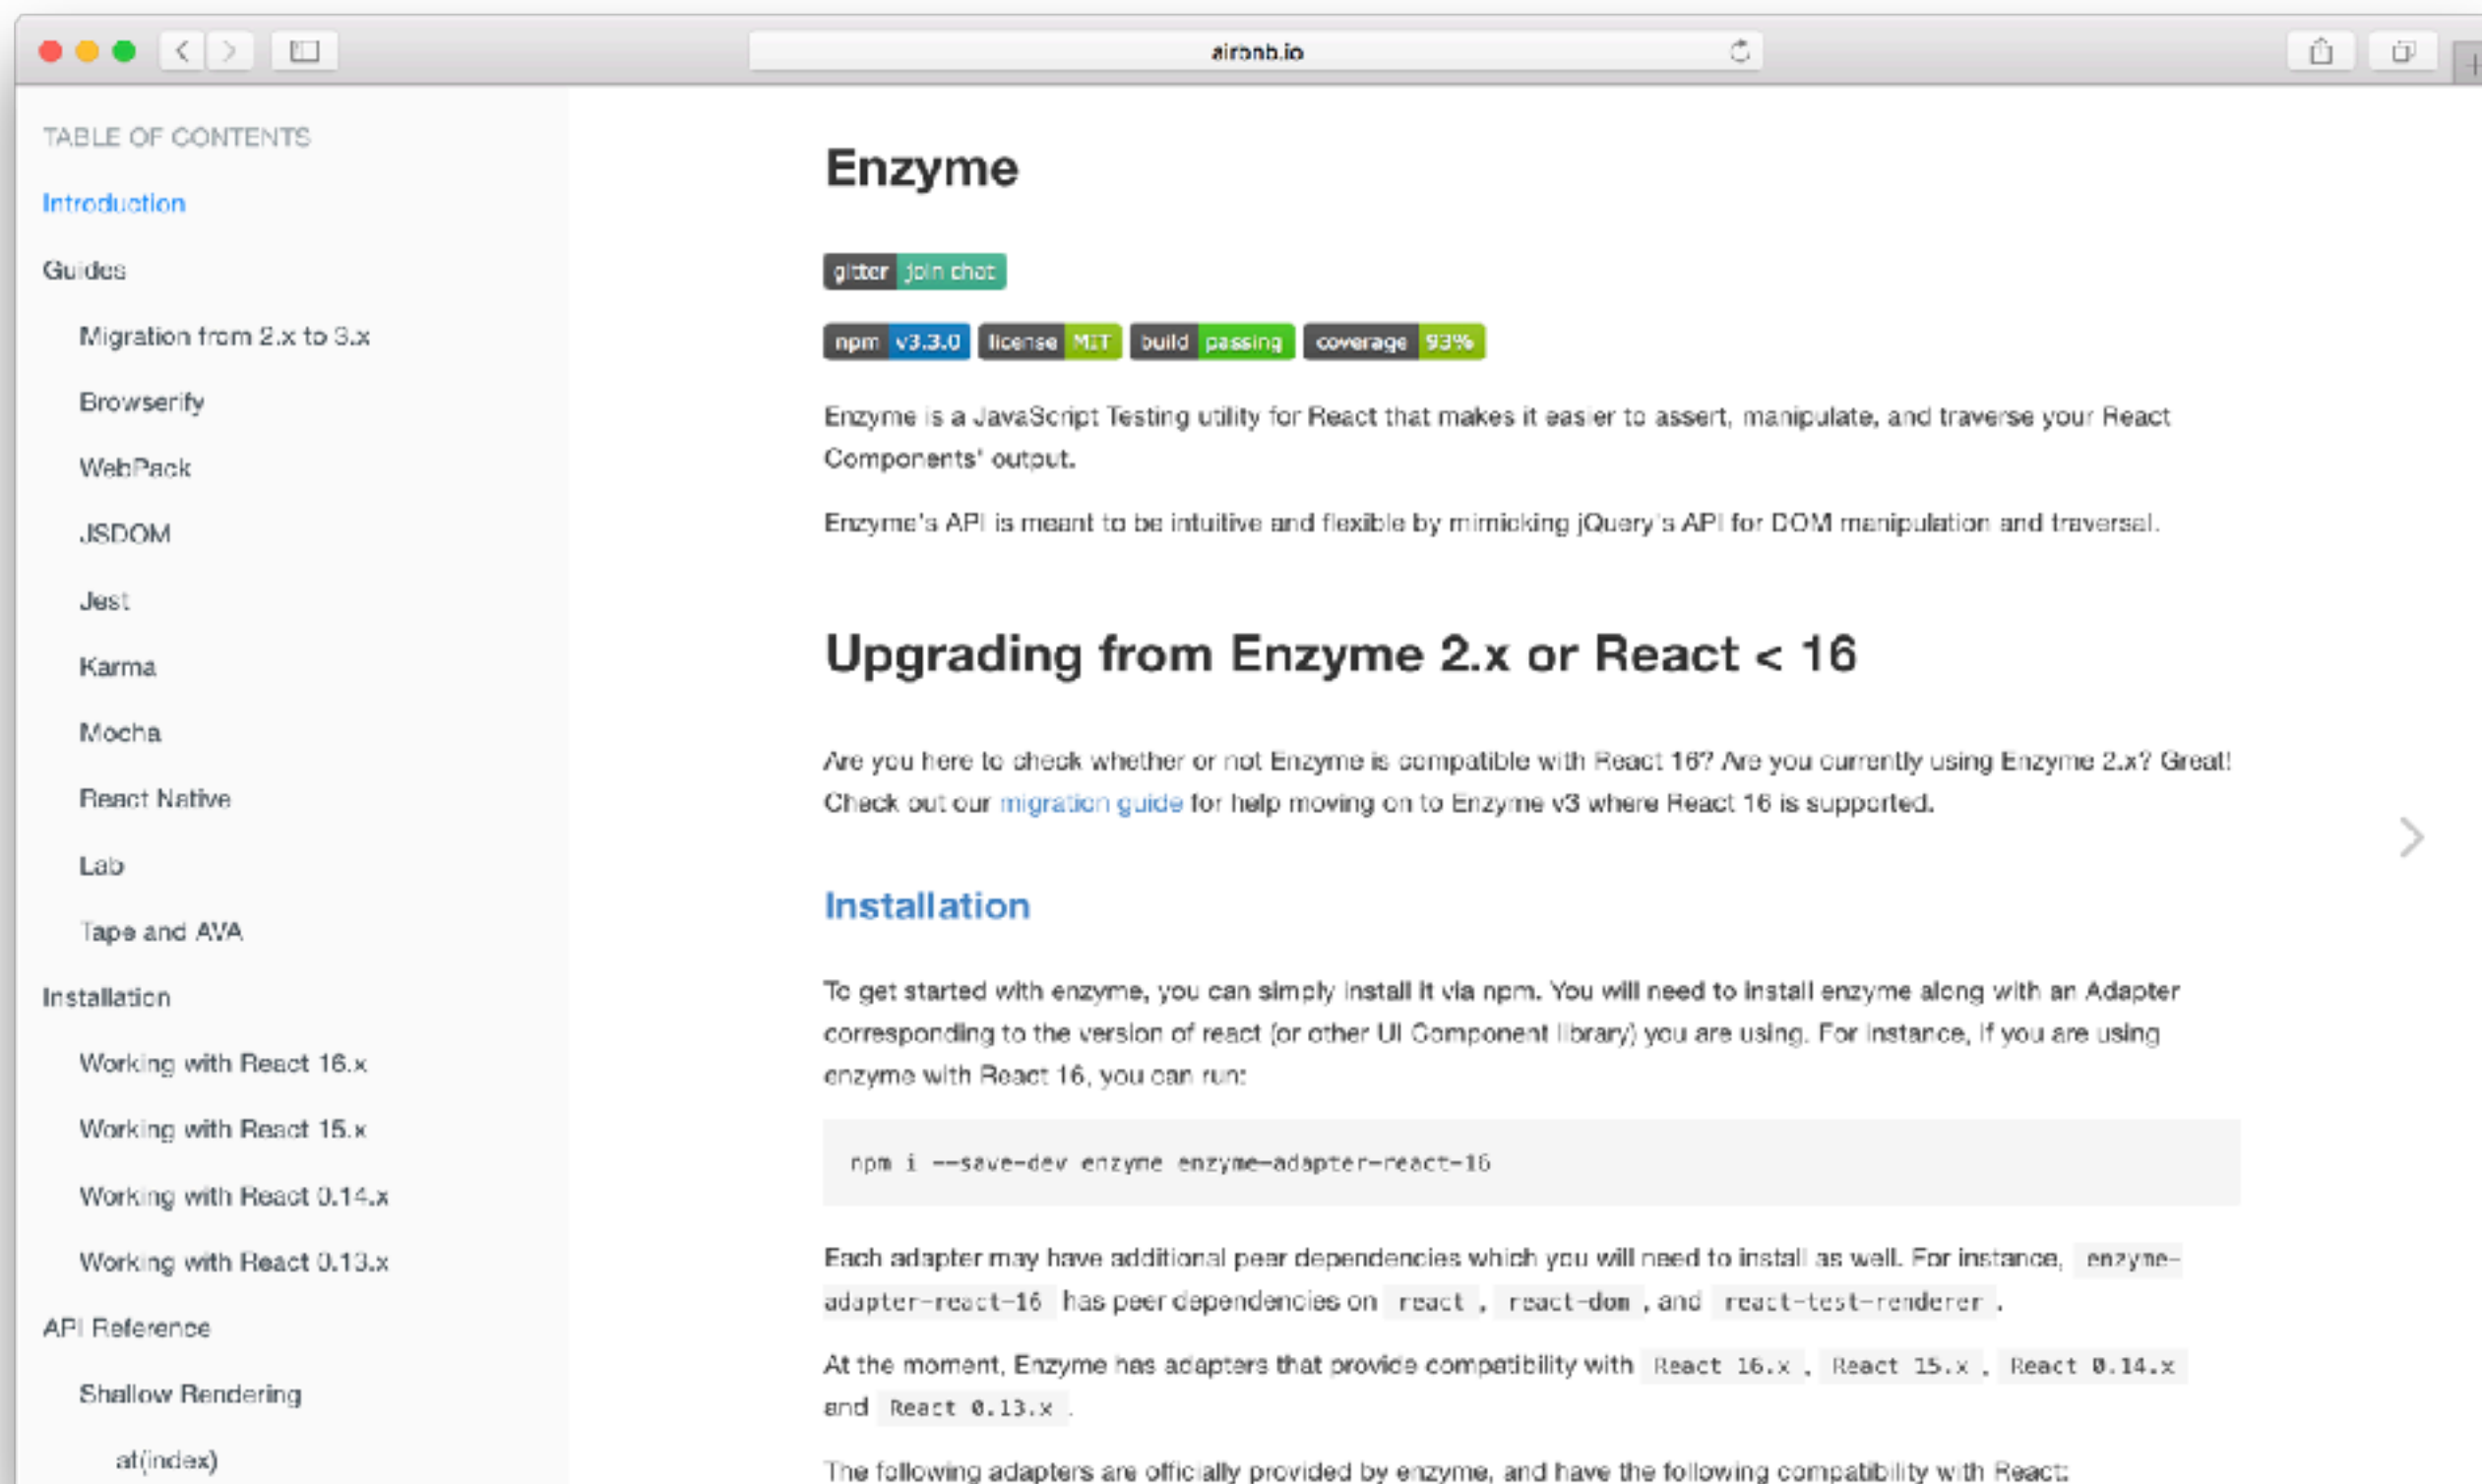 airbnb.io
TABLE OF CONTENTS
Introduction
Guides
Migration from 2.x to 3.x
Browserify
WebPack
JSDOM
Jest
Karma
Mocha
React Native
Lab
Tape and AVA
Installation
Working with React 16.x
Working with React 15.x
Working with React 0.14.x
Working with React 0.13.x
API Reference
Shallow Rendering
at(index)
Enzyme
gitter join chat
npm v3.3.0 license MIT build passing coverage 93%
Enzyme is a JavaScript Testing utility for React that makes it easier to assert, manipulate, and traverse your React
Components' output.
Enzyme's API is meant to be intuitive and flexible by mimicking jQuery's API for DOM manipulation and traversal.
Upgrading from Enzyme 2.x or React < 16
Are you here to check whether or not Enzyme is compatible with React 16? Are you currently using Enzyme 2.x? Great!
Check out our migration guide for help moving on to Enzyme v3 where React 16 is supported.
Installation
To get started with enzyme, you can simply install it via npm. You will need to install enzyme along with an Adapter
corresponding to the version of react (or other UI Component library) you are using. For instance, if you are using
enzyme with React 16, you can run:
npm i --save-dev enzyme enzyme-adapter-react-16
Each adapter may have additional peer dependencies which you will need to install as well. For instance, enzyme-
adapter-react-16 has peer dependencies on react , react-dom , and react-test-renderer .
At the moment, Enzyme has adapters that provide compatibility with React 16.x , React 15.x , React 0.14.x
and React 0.13.x .
The following adapters are officially provided by enzyme, and have the following compatibility with React: